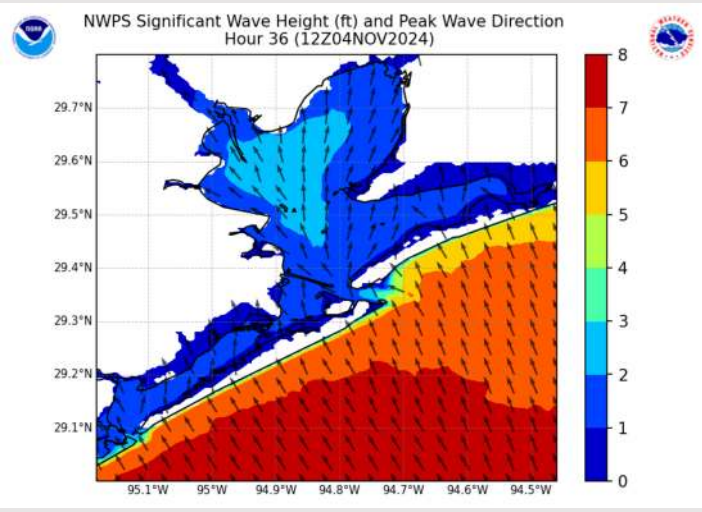 NWPS Significant Wave Height (ft) and Peak Wave Direction
Hour 36 (12Z04NOV2024)
NOAA
29.7°N
29.6°N
29.5°N
29.4°N
29.3°N
29.2°N
29.1°N
95.1°W 95°W 94.9°W 94.8°W 94.7°W 94.6°W 94.5°W
8
7
6
5
4
3
2
1
0